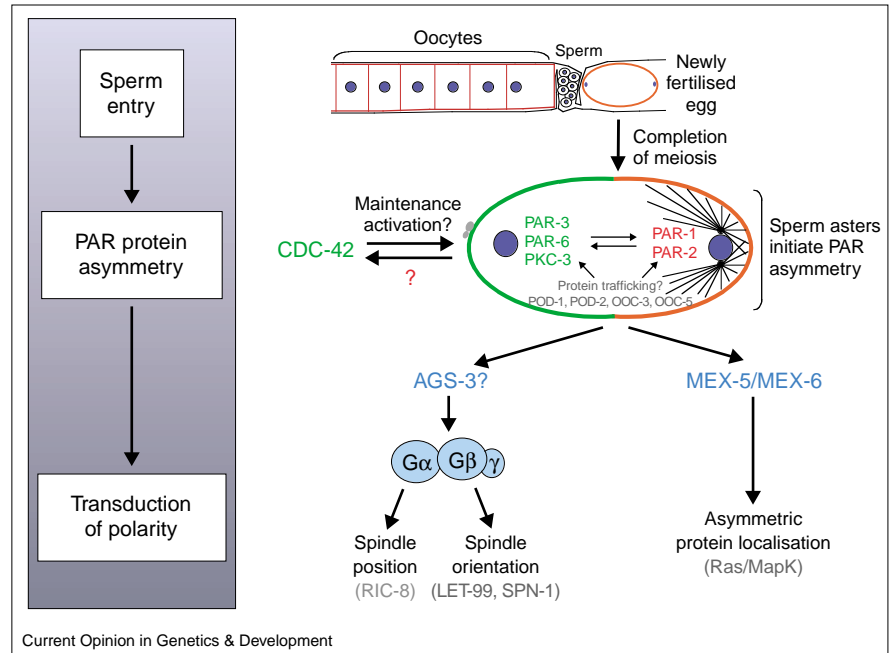 Sperm
entry
PAR protein
asymmetry
Transduction
of polarity
Oocytes
Sperm
Newly
fertilised
egg
Completion
of meiosis
Maintenance
activation?
CDC-42
?
PAR-3
PAR-6
PKC-3
PAR-1
PAR-2
Protein trafficking?
POD-1, POD-2, OOC-3, OOC-5
Sperm asters
initiate PAR
asymmetry
AGS-3?
MEX-5/MEX-6
Gα Gβ γ
Spindle
position
(RIC-8)
Spindle
orientation
(LET-99, SPN-1)
Asymmetric
protein localisation
(Ras/MapK)
Current Opinion in Genetics & Development